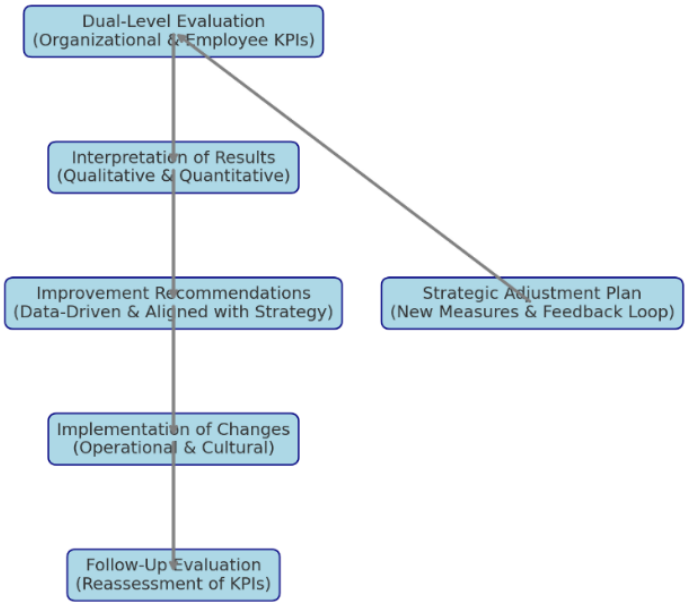 Dual-Level Evaluation
(Organizational & Employee KPIs)
Interpretation of Results
(Qualitative & Quantitative)
Improvement Recommendations
(Data-Driven & Aligned with Strategy)
Strategic Adjustment Plan
(New Measures & Feedback Loop)
Implementation of Changes
(Operational & Cultural)
Follow-Up Evaluation
(Reassessment of KPIs)